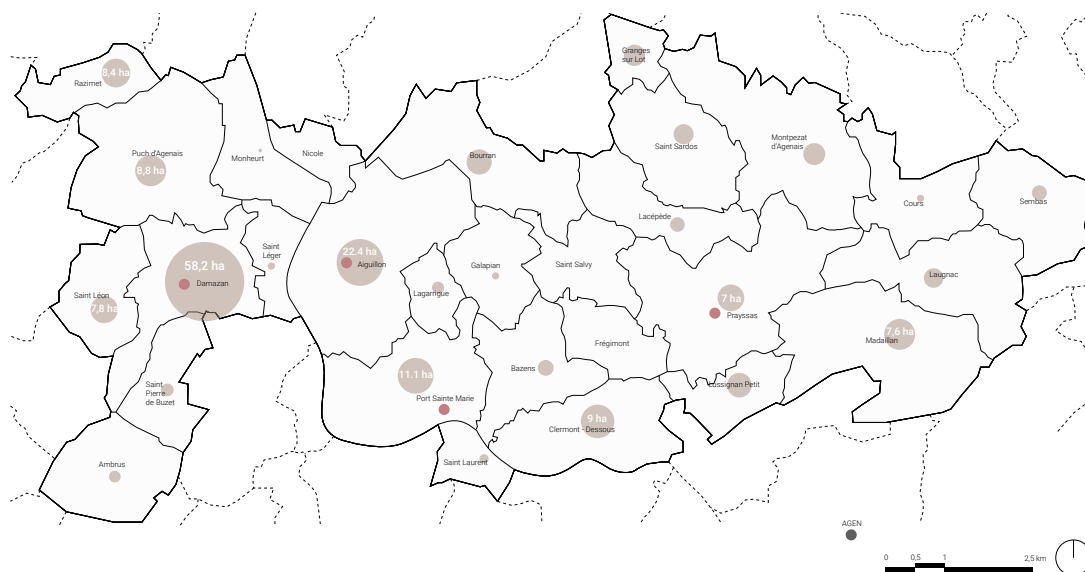 Granges
sur Lot
8,4 ha
Razimet
Puch d'Agenais
8,8 ha
Monheurt
Nicole
Bourran
Saint Sardos
Montpezat
d'Agenais
Cours
Sembas
Lacépède
Saint
Léger
58,2 ha
Damazan
22.4 ha
Aiguillon
Galapian
Saint Salvy
Lagarrigue
Laugnac
Saint Léon
7,8 ha
7 ha
Prayssas
7,6 ha
Madaillan
Frégimont
11.1 ha
Bazens
Port Sainte Marie
Lussignan Petit
Saint
Pierre
de Buzet
9 ha
Clermont - Dessous
Saint Laurent
Ambrus
AGEN
0 0,5 1 2,5 km